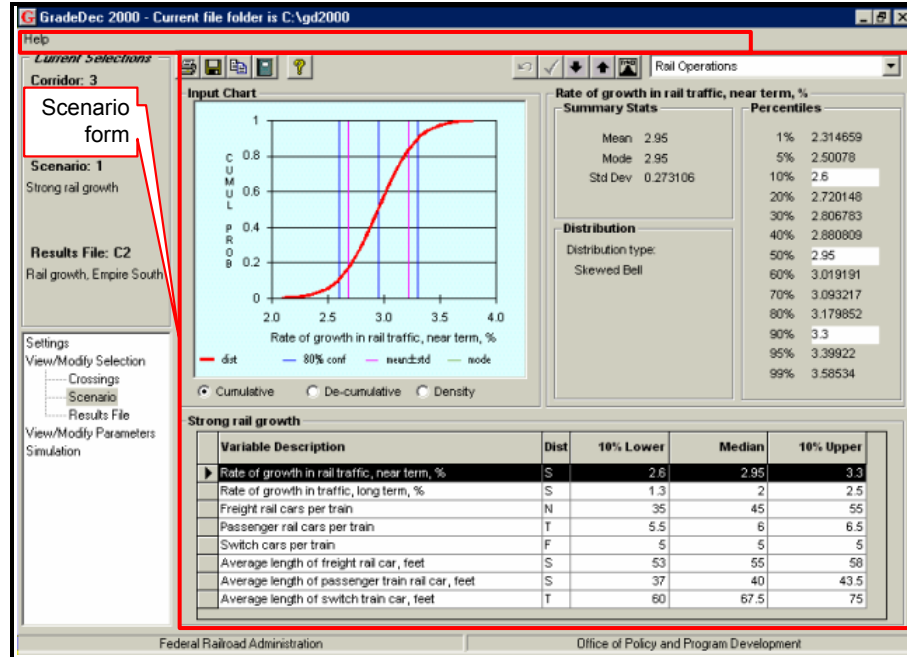 GradeDec 2000 - Current file folder is C:\gd2000
Help
Current Selections
Corridor: 3
Scenario form
Scenario: 1
Strong rail growth
Results File: C2
Rail growth, Empire South
Settings
View/Modify Selection
Crossings
Scenario
Results File
View/Modify Parameters
Simulation
Rail Operations
Input Chart
CUMUL PROB
1
0.8
0.6
0.4
0.2
0
2.0 2.5 3.0 3.5 4.0
Rate of growth in rail traffic, near term, %
dist 80% conf mean±std mode
Cumulative De-cumulative Density
Rate of growth in rail traffic, near term, %
Summary Stats
Mean 2.95
Mode 2.95
Std Dev 0.273106
Distribution
Distribution type:
Skewed Bell
Percentiles
1% 2.314659
5% 2.50078
10% 2.6
20% 2.720148
30% 2.806783
40% 2.880809
50% 2.95
60% 3.019191
70% 3.093217
80% 3.179852
90% 3.3
95% 3.39922
99% 3.58534
Strong rail growth
Variable Description Dist 10% Lower Median 10% Upper
Rate of growth in rail traffic, near term, % S 2.6 2.95 3.3
Rate of growth in traffic, long term, % S 1.3 2 2.5
Freight rail cars per train N 35 45 55
Passenger rail cars per train T 5.5 6 6.5
Switch cars per train F 5 5 5
Average length of freight rail car, feet S 53 55 58
Average length of passenger train rail car, feet S 37 40 43.5
Average length of switch train car, feet T 60 67.5 75
Federal Railroad Administration
Office of Policy and Program Development